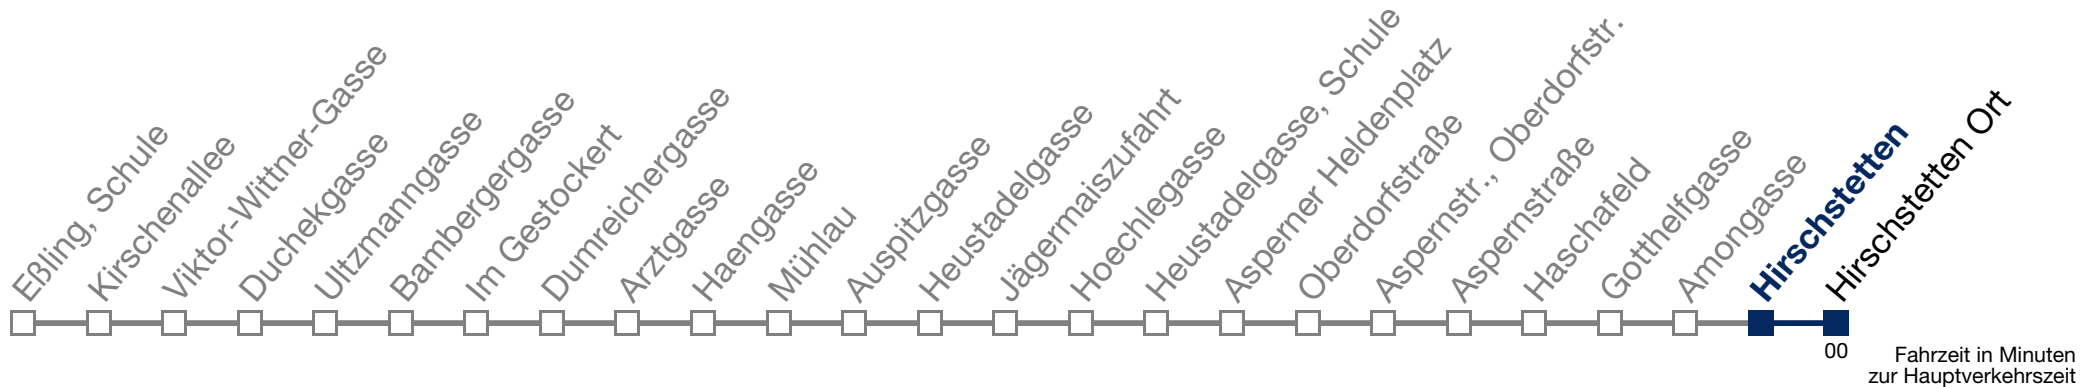 Eßling, Schule
Kirschenallee
Viktor-Wittner-Gasse
Duchekgasse
Ultzmanngasse
Bambergergasse
Im Gestockert
Dumreichergasse
Arztgasse
Haengasse
Mühlau
Auspitzgasse
Heustadelgasse
Jägermaiszufahrt
Hoechlegasse
Heustadelgasse, Schule
Asperner Heldenplatz
Oberdorfstraße
Aspernstr., Oberdorfstr.
Aspernstraße
Haschafeld
Gotthelfgasse
Amongasse
Hirschstetten
Hirschstetten Ort
00
Fahrzeit in Minuten
zur Hauptverkehrszeit